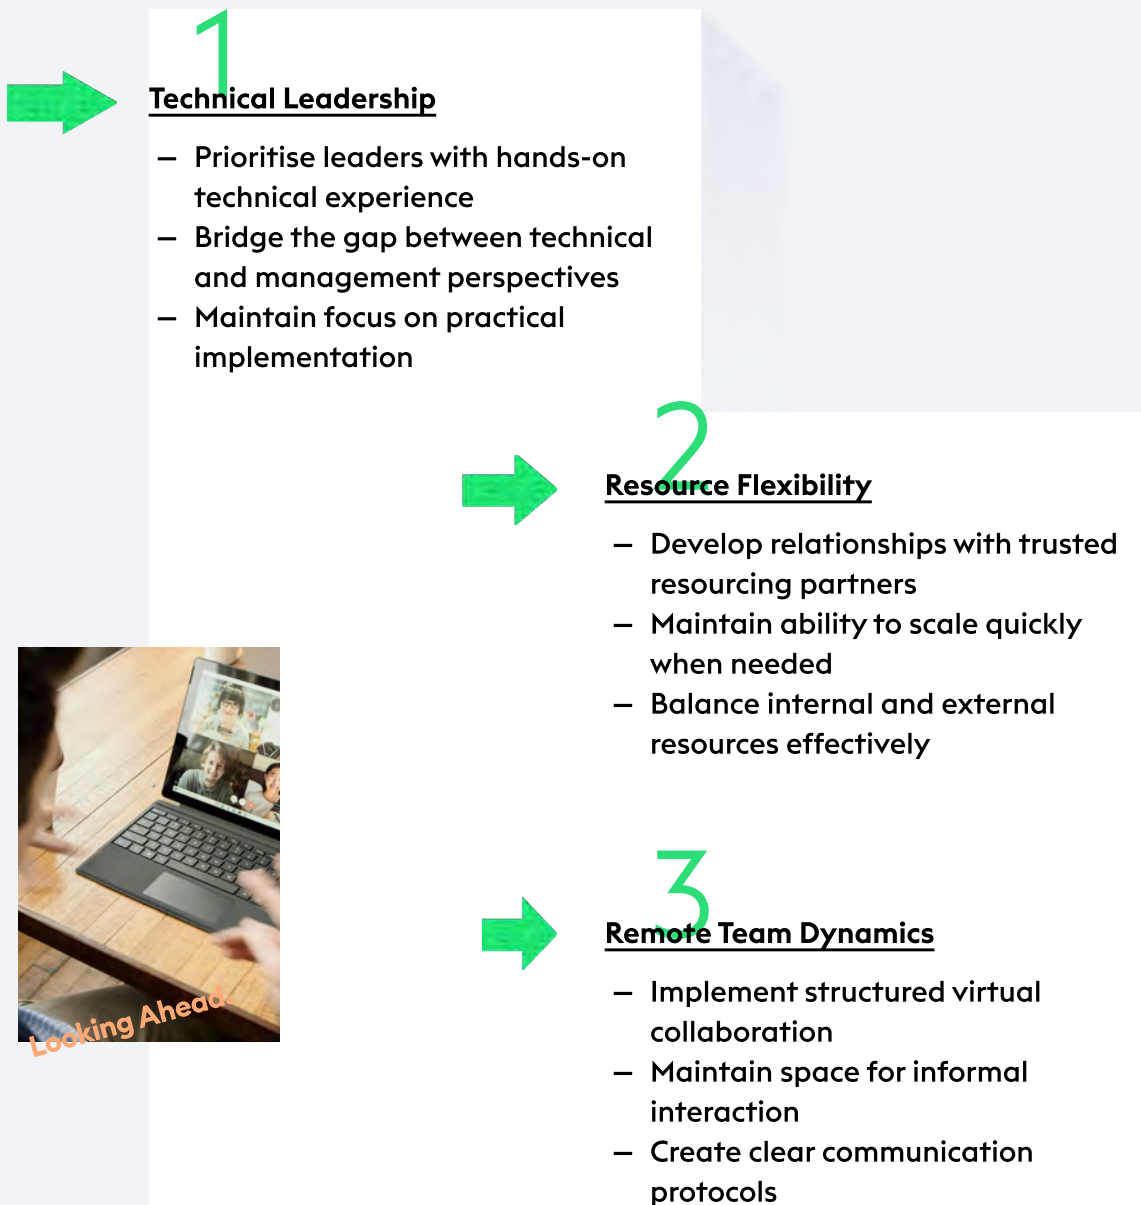 1
Technical Leadership
– Prioritise leaders with hands-on
technical experience
– Bridge the gap between technical
and management perspectives
– Maintain focus on practical
implementation
2
Resource Flexibility
– Develop relationships with trusted
resourcing partners
– Maintain ability to scale quickly
when needed
– Balance internal and external
resources effectively
3
Remote Team Dynamics
– Implement structured virtual
collaboration
– Maintain space for informal
interaction
– Create clear communication
protocols
Looking Ahead.